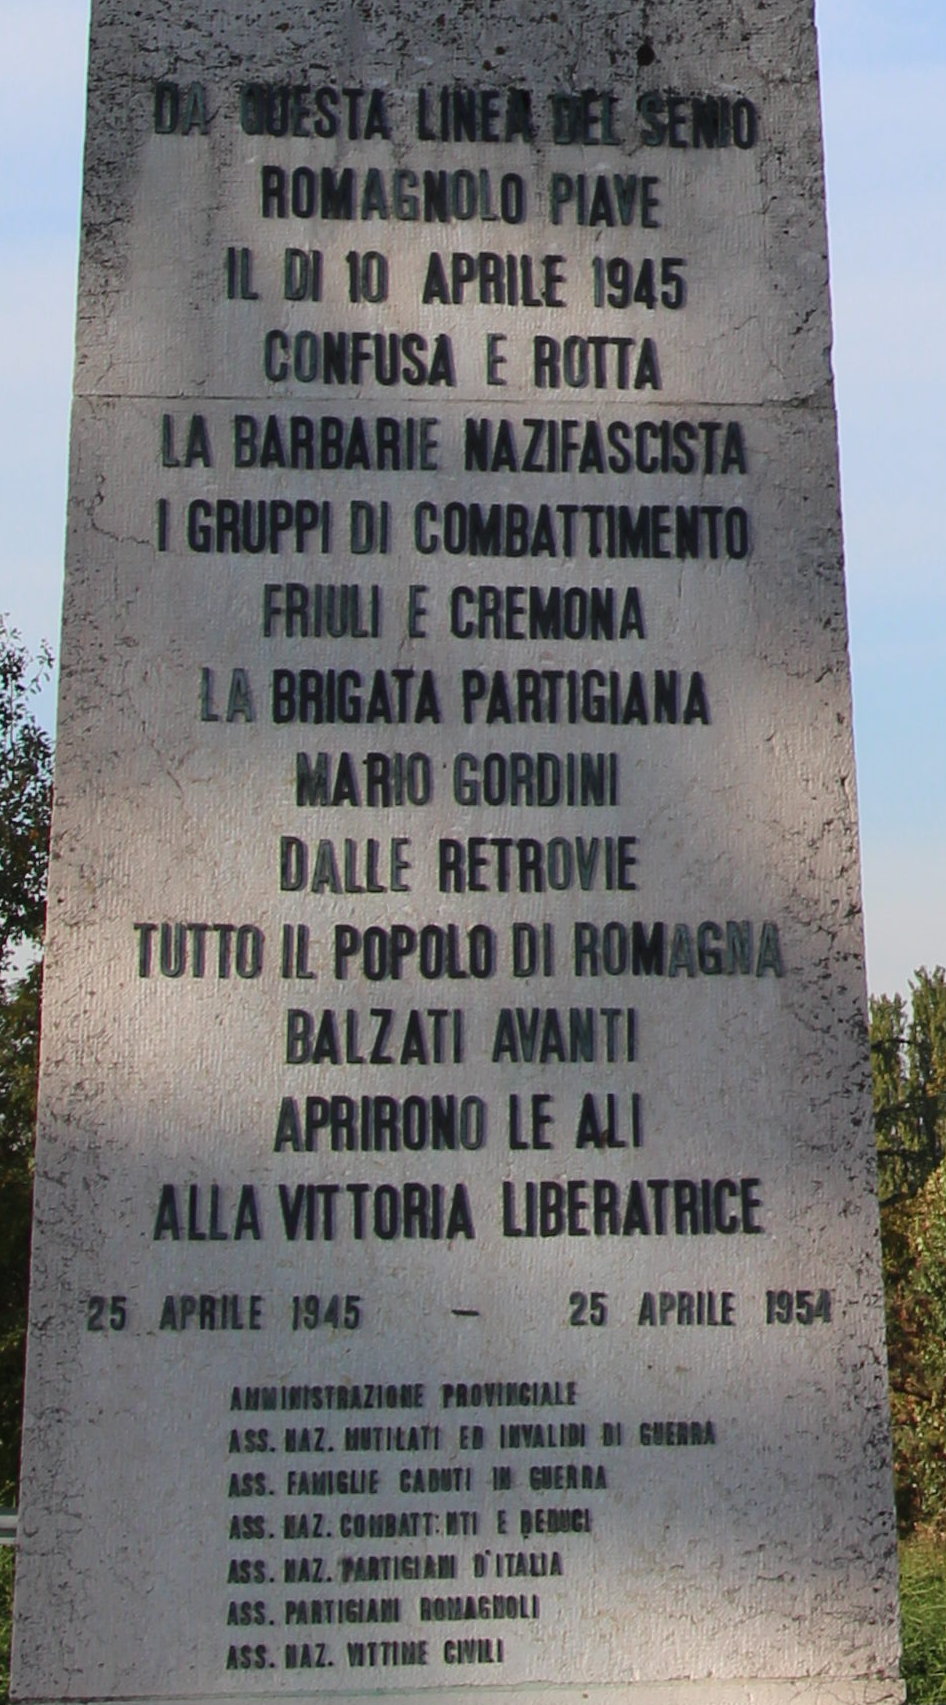 DA QUESTA LINEA DEL SENIO
ROMAGNOLO PIAVE
IL DI 10 APRILE 1945
CONFUSA E ROTTA
LA BARBARIE NAZIFASCISTA
I GRUPPI DI COMBATTIMENTO
FRIULI E CREMONA
LA BRIGATA PARTIGIANA
MARIO GORDINI
DALLE RETROVIE
TUTTO IL POPOLO DI ROMAGNA
BALZATI AVANTI
APRIRONO LE ALI
ALLA VITTORIA LIBERATRICE
25 APRILE 1945 - 25 APRILE 1954
AMMINISTRAZIONE PROVINCIALE
ASS. NAZ. MUTILATI ED INVALIDI DI GUERRA
ASS. FAMIGLIE CADUTI IN GUERRA
ASS. NAZ. COMBATTENTI E REDUCI
ASS. NAZ. PARTIGIANI D'ITALIA
ASS. PARTIGIANI ROMAGNOLI
ASS. NAZ. VITTIME CIVILI